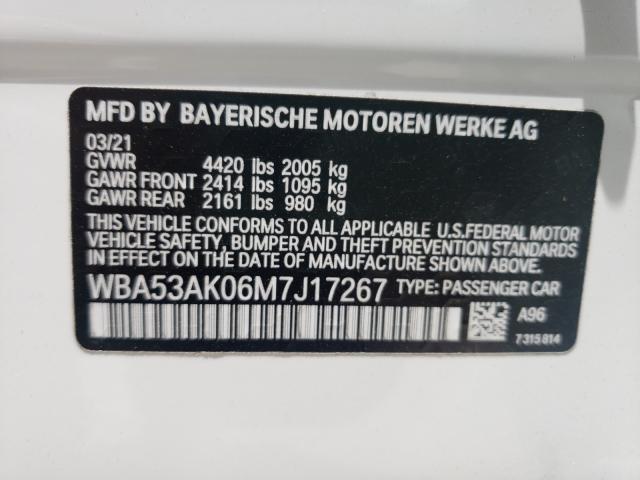 MFD BY BAYERISCHE MOTOREN WERKE AG
03/21
GVWR 4420 lbs 2005 kg
GAWR FRONT 2414 lbs 1095 kg
GAWR REAR 2161 lbs 980 kg
THIS VEHICLE CONFORMS TO ALL APPLICABLE U.S.FEDERAL MOTOR
VEHICLE SAFETY, BUMPER AND THEFT PREVENTION STANDARDS
IN EFFECT ON THE DATE OF MANUFACTURE SHOWN ABOVE.
WBA53AK06M7J17267 TYPE: PASSENGER CAR
A96
7315814